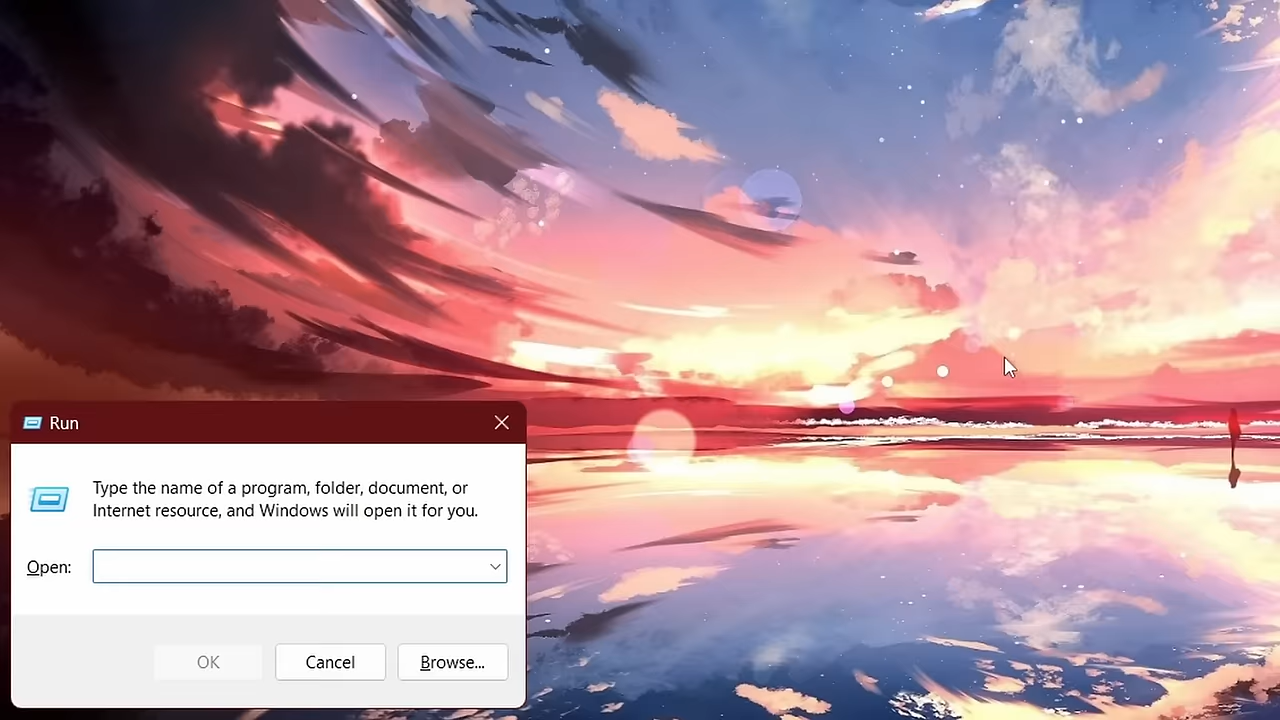 Run
Type the name of a program, folder, document, or
Internet resource, and Windows will open it for you.
Open:
OK
Cancel
Browse...